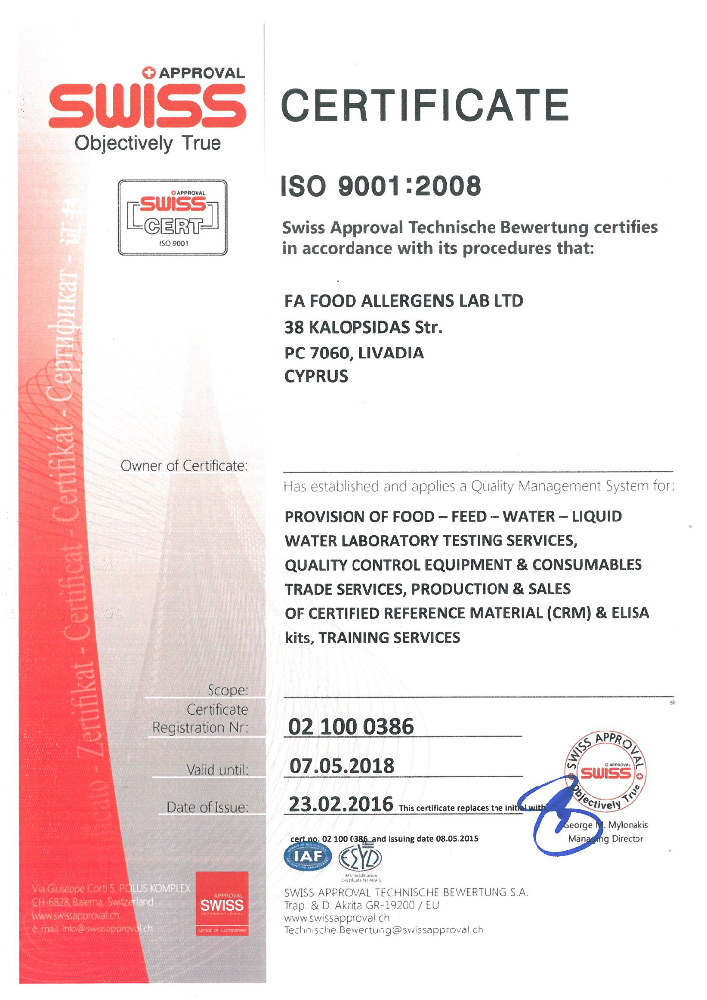 APPROVAL
SWISS
Objectively True
CERTIFICATE
APPROVAL
SWISS
CERT
ISO 9001
ISO 9001:2008
Swiss Approval Technische Bewertung certifies
in accordance with its procedures that:
FA FOOD ALLERGENS LAB LTD
38 KALOPSIDAS Str.
PC 7060, LIVADIA
CYPRUS
Owner of Certificate:
Has established and applies a Quality Management System for:
PROVISION OF FOOD – FEED – WATER – LIQUID
WATER LABORATORY TESTING SERVICES,
QUALITY CONTROL EQUIPMENT & CONSUMABLES
TRADE SERVICES, PRODUCTION & SALES
OF CERTIFIED REFERENCE MATERIAL (CRM) & ELISA
kits, TRAINING SERVICES
Scope:
Certificate
Registration Nr:
02 100 0386
Valid until:
07.05.2018
Date of Issue:
23.02.2016 This certificate replaces the initial with
cert no. 02 100 0386 and issuing date 08.05.2015
SWISS APPROVAL
APPROVAL
SWISS
Objectively True
George M. Mylonakis
Managing Director
IAF
ESYD
SWISS APPROVAL TECHNISCHE BEWERTUNG S.A.
Trap. & D. Akrita GR-19200 / EU
www.swissapproval.ch
Technische.Bewertung@swissapproval.ch
Via Giuseppe Corti 5, POLUS KOMPLEX
CH-6828, Balerna, Switzerland
www.swissapproval.ch
e-mail: info@swissapproval.ch
APPROVAL
SWISS
Group of Companies
icato - Zertifikat - Certificat - Certifikát - Сертификат - 证书